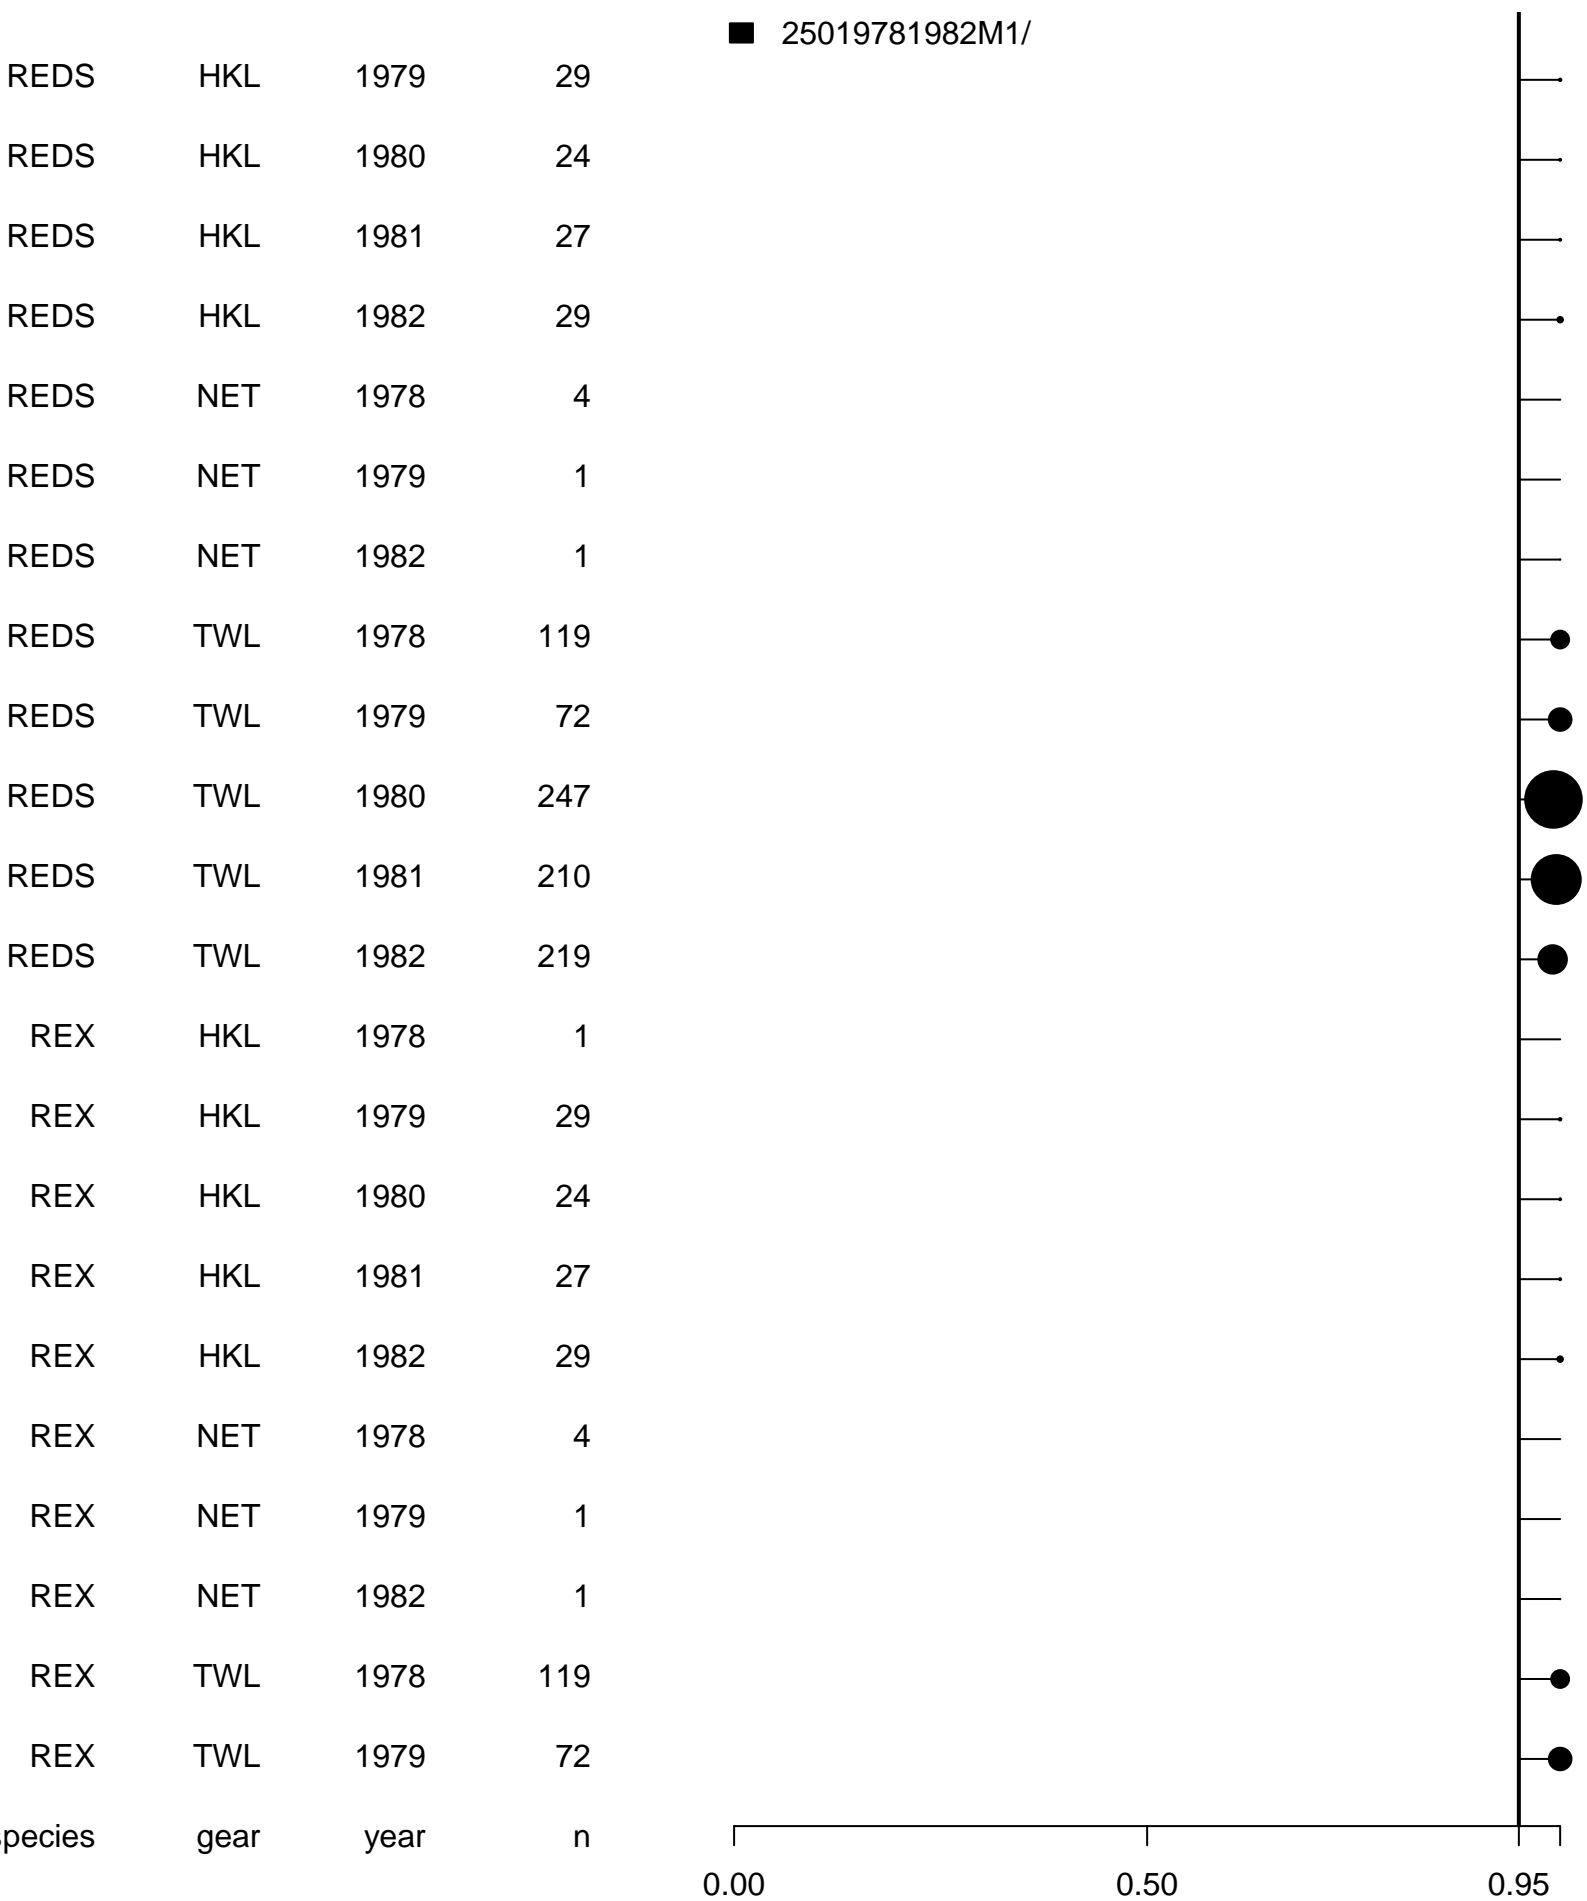 25019781982M1/
REDS HKL 1979 29
REDS HKL 1980 24
REDS HKL 1981 27
REDS HKL 1982 29
REDS NET 1978 4
REDS NET 1979 1
REDS NET 1982 1
REDS TWL 1978 119
REDS TWL 1979 72
REDS TWL 1980 247
REDS TWL 1981 210
REDS TWL 1982 219
REX HKL 1978 1
REX HKL 1979 29
REX HKL 1980 24
REX HKL 1981 27
REX HKL 1982 29
REX NET 1978 4
REX NET 1979 1
REX NET 1982 1
REX TWL 1978 119
REX TWL 1979 72
species gear year n
0.00 0.50 0.95